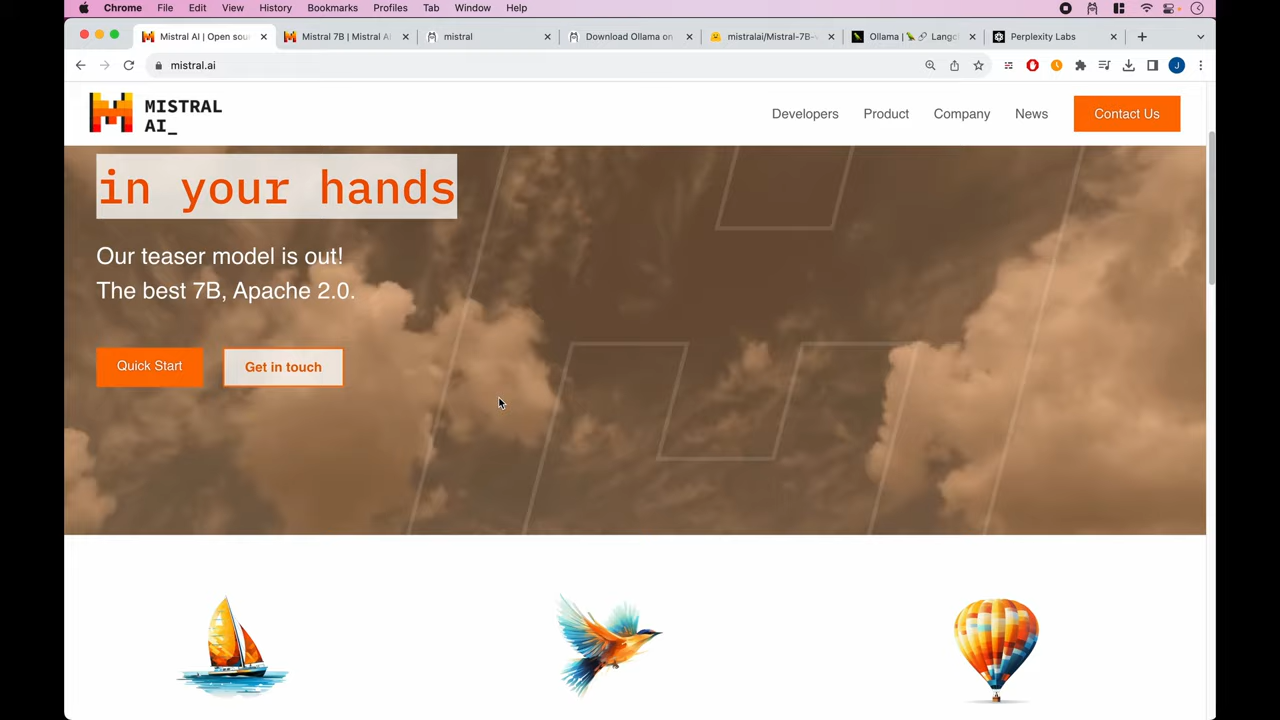 Chrome File Edit View History Bookmarks Profiles Tab Window Help
Mistral AI | Open sou
Mistral 7B | Mistral A
mistral
Download Ollama on
mistralai/Mistral-7B-
Ollama | 🦜️🔗 Langc
Perplexity Labs
mistral.ai
J
MISTRAL
AI_
Developers Product Company News Contact Us
in your hands
Our teaser model is out!
The best 7B, Apache 2.0.
Quick Start Get in touch